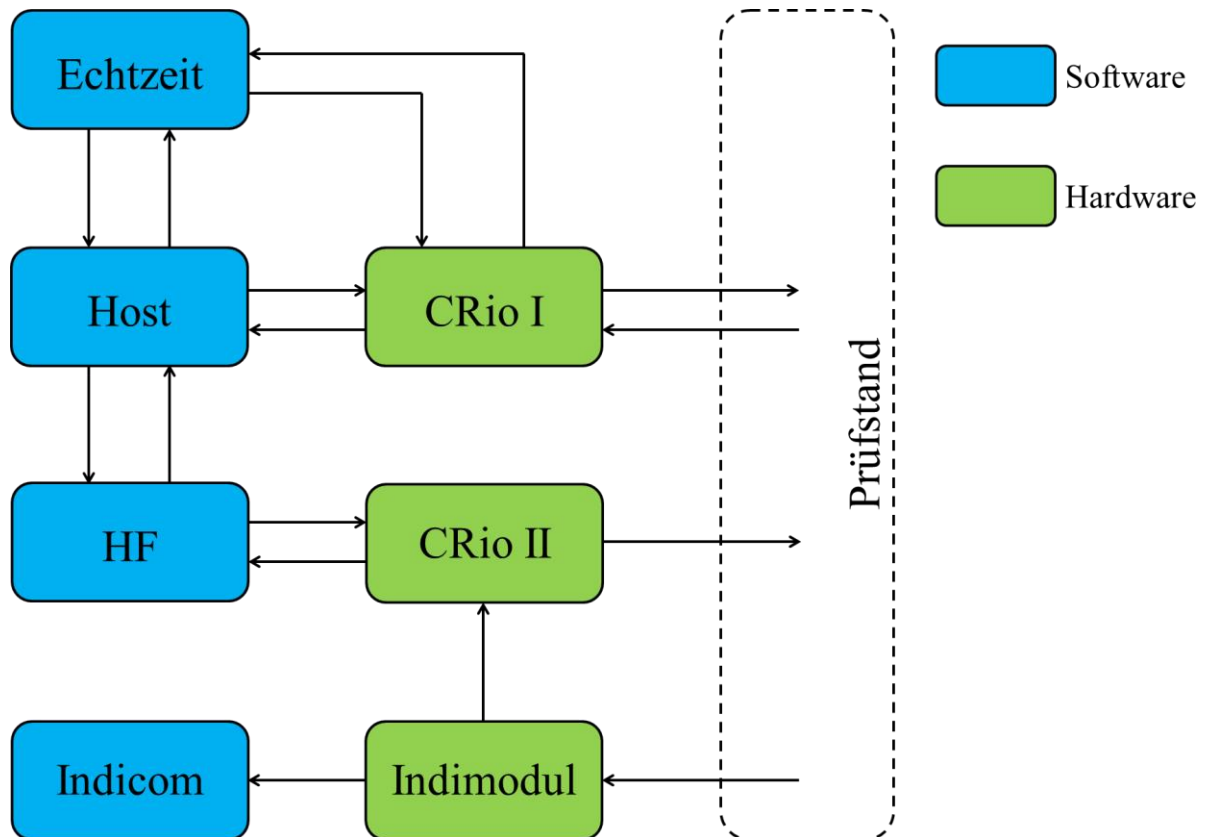 Echtzeit
Software
Hardware
Host
CRio I
Prüfstand
HF
CRio II
Indicom
Indimodul